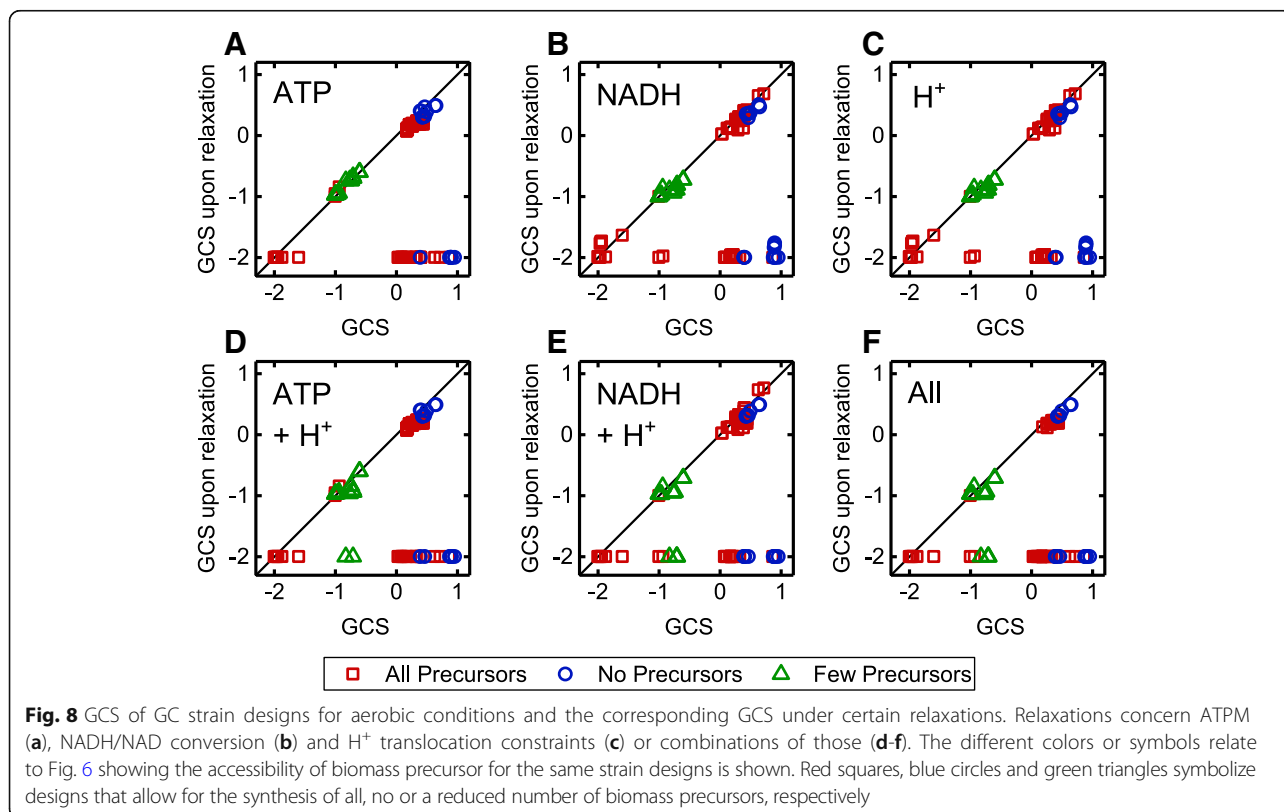 A
ATP
1
0
-1
-2
GCS upon relaxation
-2 -1 0 1
GCS
B
NADH
1
0
-1
-2
GCS upon relaxation
-2 -1 0 1
GCS
C
H+
1
0
-1
-2
GCS upon relaxation
-2 -1 0 1
GCS
D
ATP
+ H+
1
0
-1
-2
GCS upon relaxation
-2 -1 0 1
GCS
E
NADH
+ H+
1
0
-1
-2
GCS upon relaxation
-2 -1 0 1
GCS
F
All
1
0
-1
-2
GCS upon relaxation
-2 -1 0 1
GCS
All Precursors No Precursors Few Precursors
Fig. 8 GCS of GC strain designs for aerobic conditions and the corresponding GCS under certain relaxations. Relaxations concern ATPM
(a), NADH/NAD conversion (b) and H+ translocation constraints (c) or combinations of those (d-f). The different colors or symbols relate
to Fig. 6 showing the accessibility of biomass precursor for the same strain designs is shown. Red squares, blue circles and green triangles symbolize
designs that allow for the synthesis of all, no or a reduced number of biomass precursors, respectively